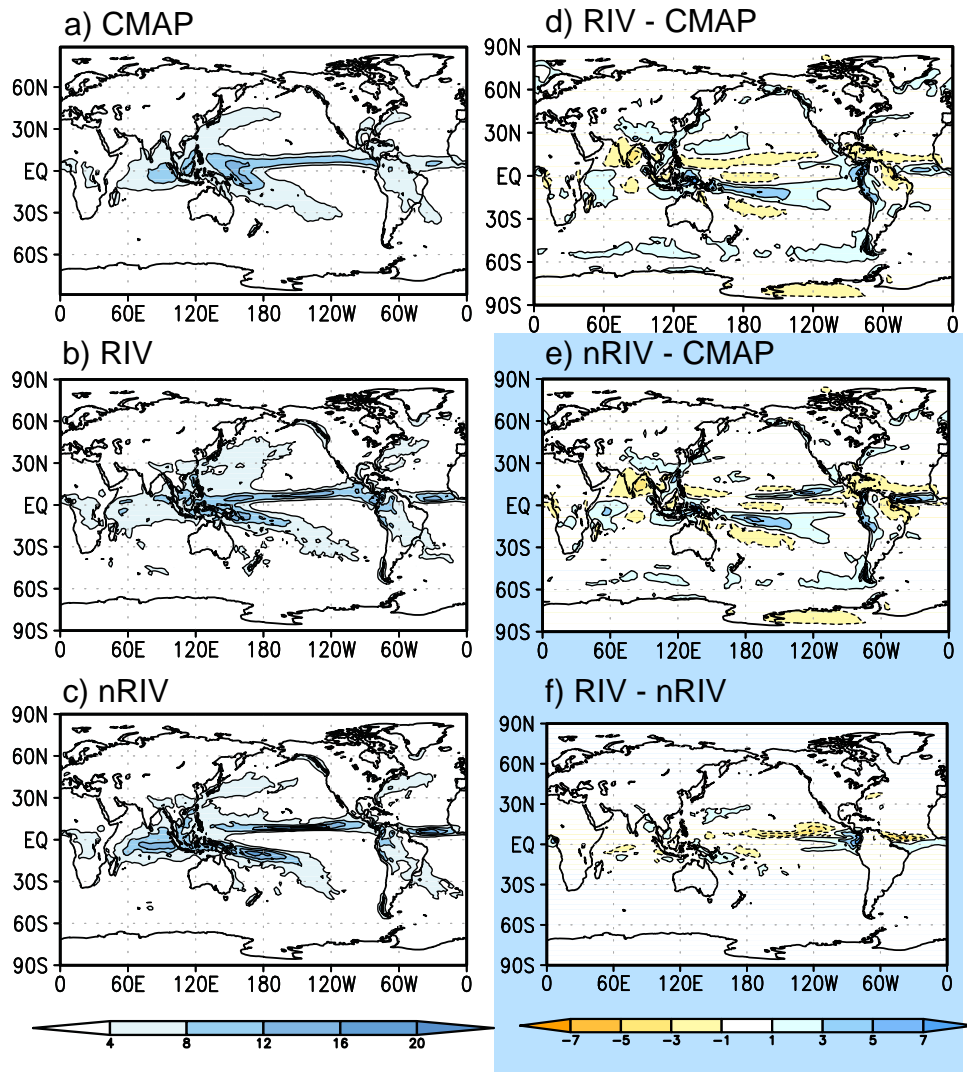 a) CMAP
60N
30N
EQ
30S
60S
0 60E 120E 180 120W 60W 0
d) RIV - CMAP
90N
60N
30N
EQ
30S
60S
90S
0 60E 120E 180 120W 60W 0
b) RIV
90N
60N
30N
EQ
30S
60S
90S
0 60E 120E 180 120W 60W 0
e) nRIV - CMAP
90N
60N
30N
EQ
30S
60S
90S
0 60E 120E 180 120W 60W 0
c) nRIV
90N
60N
30N
EQ
30S
60S
90S
0 60E 120E 180 120W 60W 0
f) RIV - nRIV
90N
60N
30N
EQ
30S
60S
90S
0 60E 120E 180 120W 60W 0
4 8 12 16 20
-7 -5 -3 -1 1 3 5 7